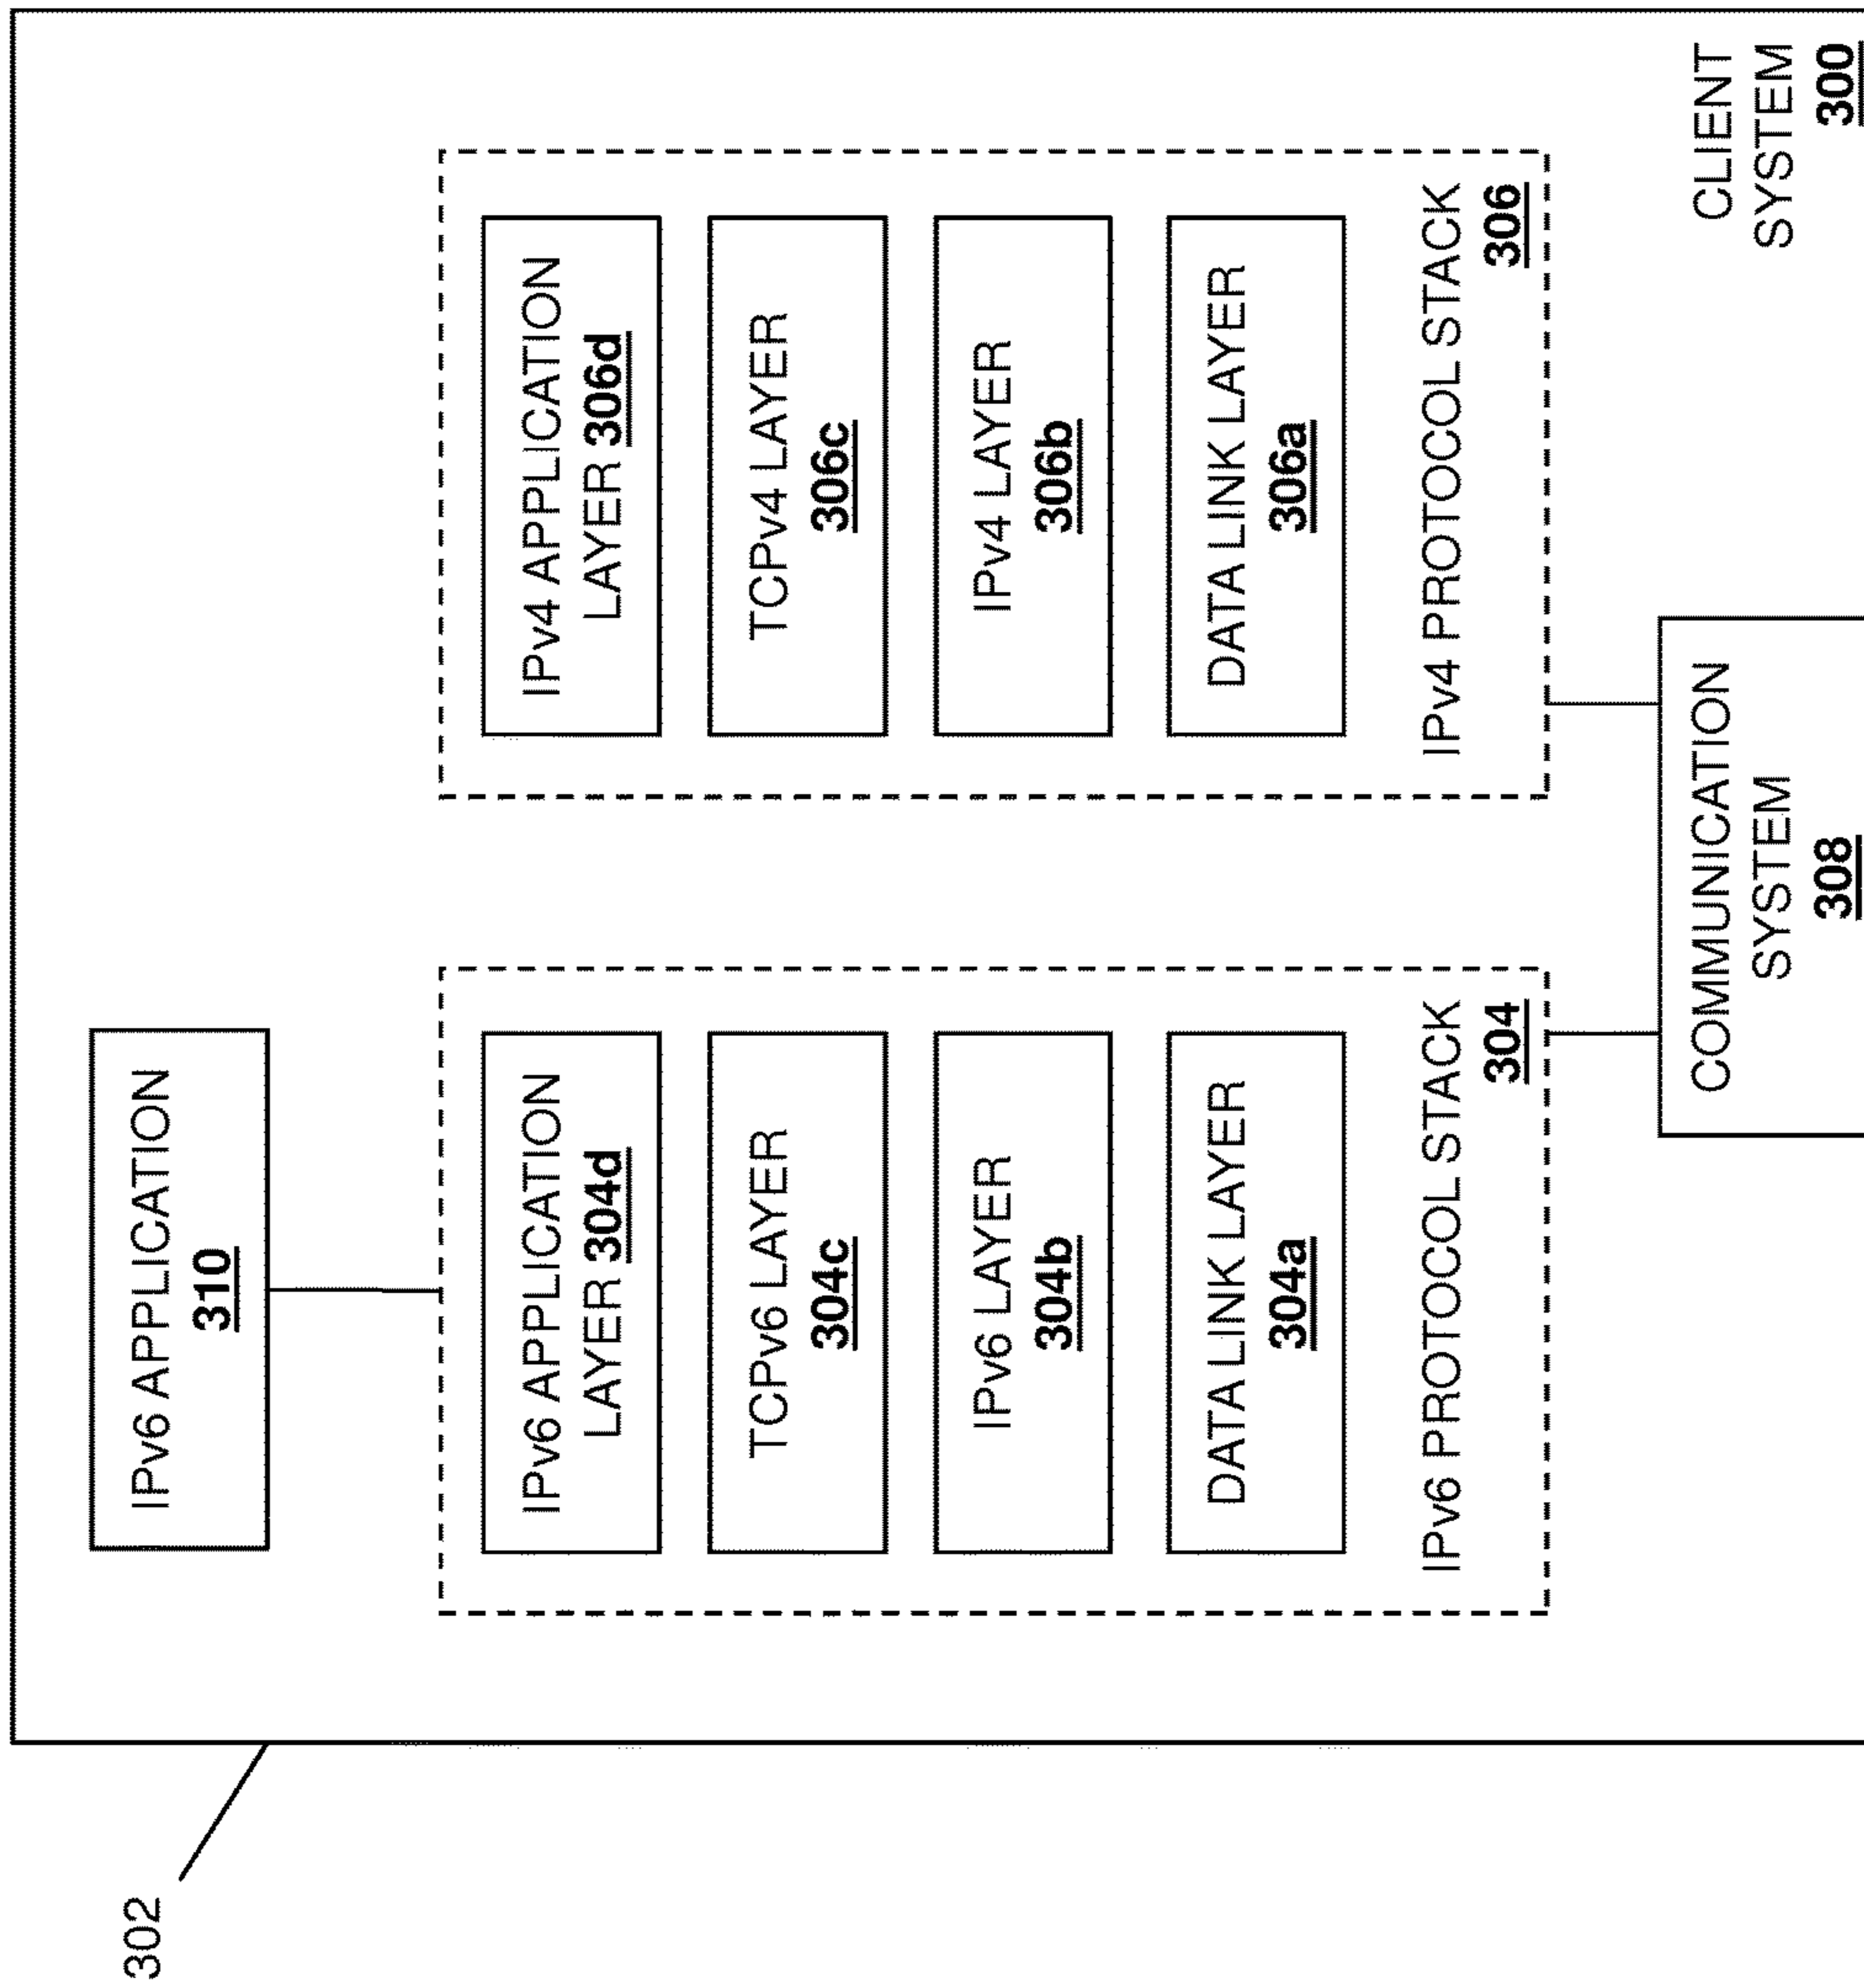 302
IPv6 APPLICATION
310
IPv6 APPLICATION
LAYER 304d
TCPv6 LAYER
304c
IPv6 LAYER
304b
DATA LINK LAYER
304a
IPv6 PROTOCOL STACK
304
IPv4 APPLICATION
LAYER 306d
TCPv4 LAYER
306c
IPv4 LAYER
306b
DATA LINK LAYER
306a
IPv4 PROTOCOL STACK
306
COMMUNICATION
SYSTEM
308
CLIENT
SYSTEM
300